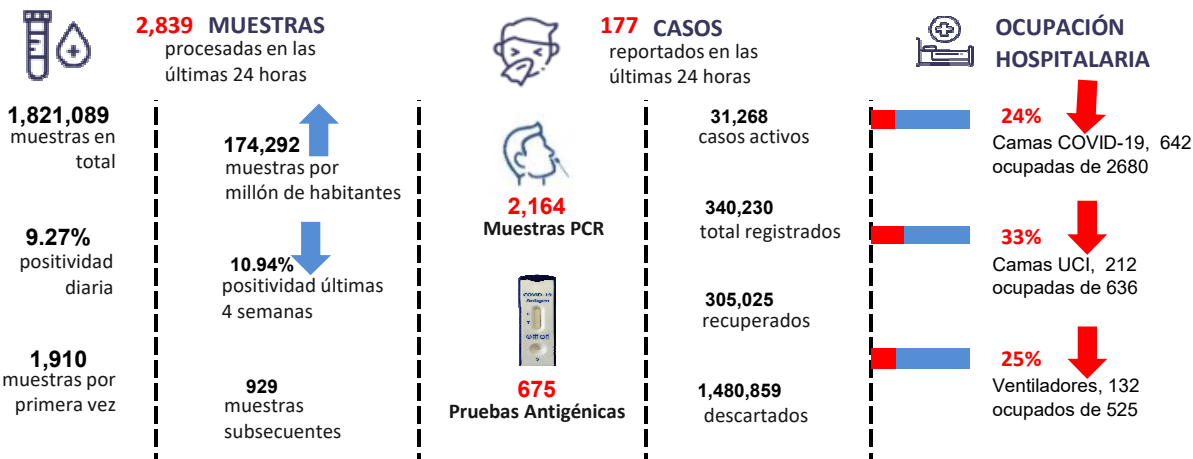 2,839 MUESTRAS
procesadas en las
últimas 24 horas
177 CASOS
reportados en las
últimas 24 horas
OCUPACIÓN
HOSPITALARIA
1,821,089
muestras en
total
9.27%
positividad
diaria
1,910
muestras por
primera vez
174,292
muestras por
millón de habitantes
10.94%
positividad últimas
4 semanas
929
muestras
subsecuentes
2,164
Muestras PCR
COVID-19
Antigen
C
T
S
675
Pruebas Antigénicas
31,268
casos activos
340,230
total registrados
305,025
recuperados
1,480,859
descartados
24%
Camas COVID-19, 642
ocupadas de 2680
33%
Camas UCI, 212
ocupadas de 636
25%
Ventiladores, 132
ocupados de 525